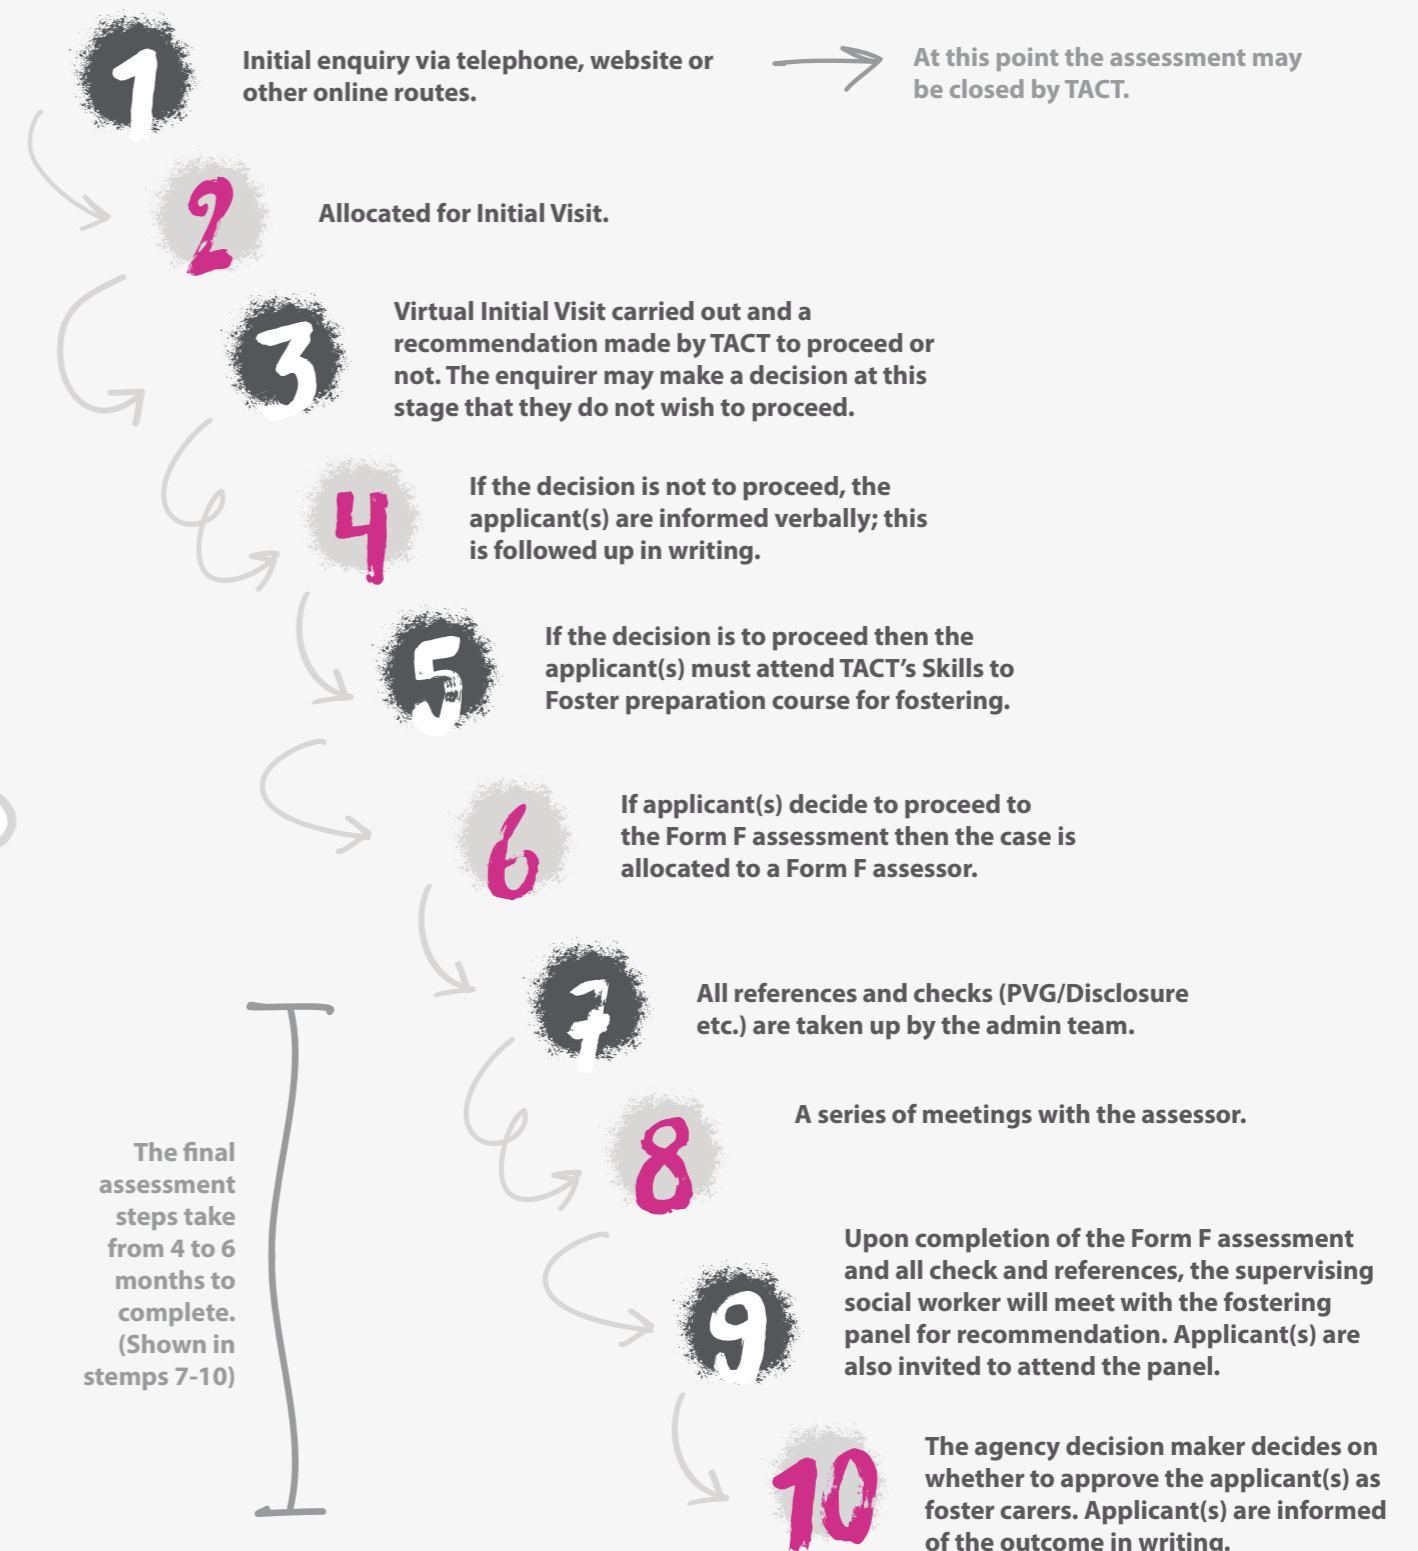 1
Initial enquiry via telephone, website or
other online routes.
At this point the assessment may
be closed by TACT.
2
Allocated for Initial Visit.
3
Virtual Initial Visit carried out and a
recommendation made by TACT to proceed or
not. The enquirer may make a decision at this
stage that they do not wish to proceed.
4
If the decision is not to proceed, the
applicant(s) are informed verbally; this
is followed up in writing.
5
If the decision is to proceed then the
applicant(s) must attend TACT’s Skills to
Foster preparation course for fostering.
6
If applicant(s) decide to proceed to
the Form F assessment then the case is
allocated to a Form F assessor.
7
All references and checks (PVG/Disclosure
etc.) are taken up by the admin team.
8
A series of meetings with the assessor.
The final
assessment
steps take
from 4 to 6
months to
complete.
(Shown in
stemps 7-10)
9
Upon completion of the Form F assessment
and all check and references, the supervising
social worker will meet with the fostering
panel for recommendation. Applicant(s) are
also invited to attend the panel.
10
The agency decision maker decides on
whether to approve the applicant(s) as
foster carers. Applicant(s) are informed
of the outcome in writing.